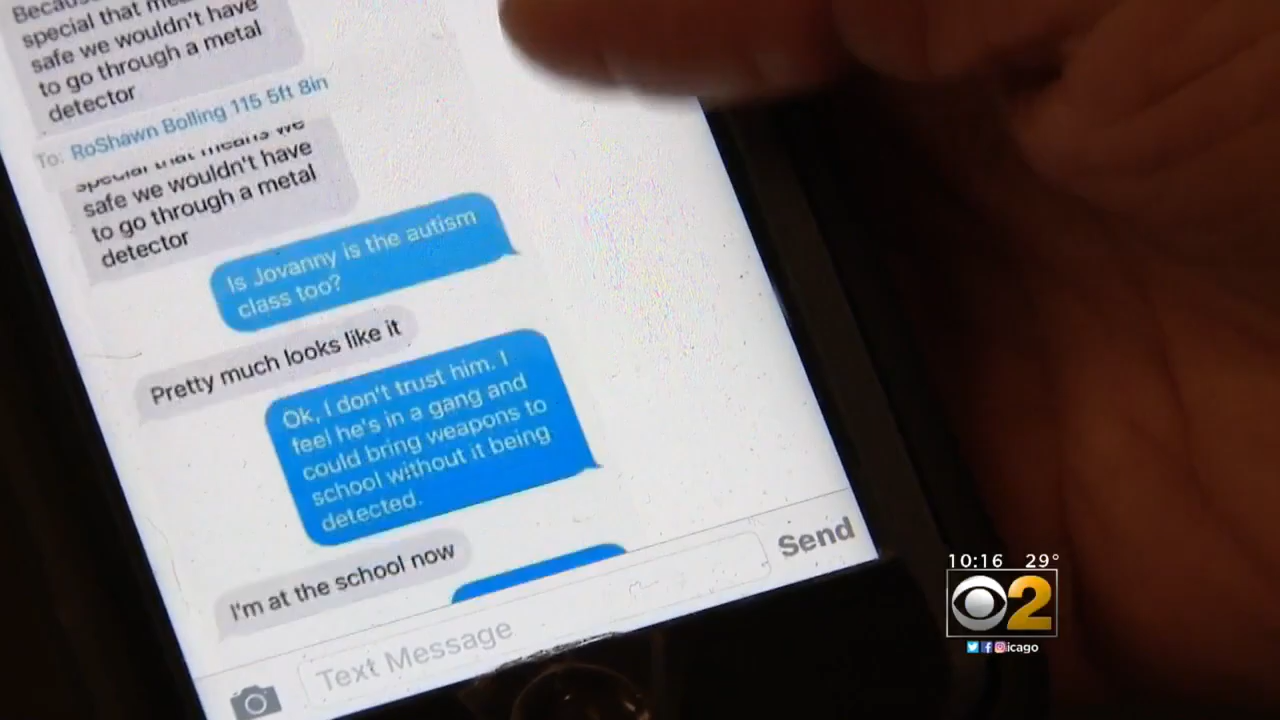 special that
safe we wouldn't have
to go through a metal
detector
To: RoShawn Bolling 115 5ft 8in
special that means we
safe we wouldn't have
to go through a metal
detector
Is Jovanny is the autism
class too?
Pretty much looks like it
Ok, I don't trust him. I
feel he's in a gang and
could bring weapons to
school without it being
detected.
I'm at the school now
Send
Text Message
10:16 29°
2
icago